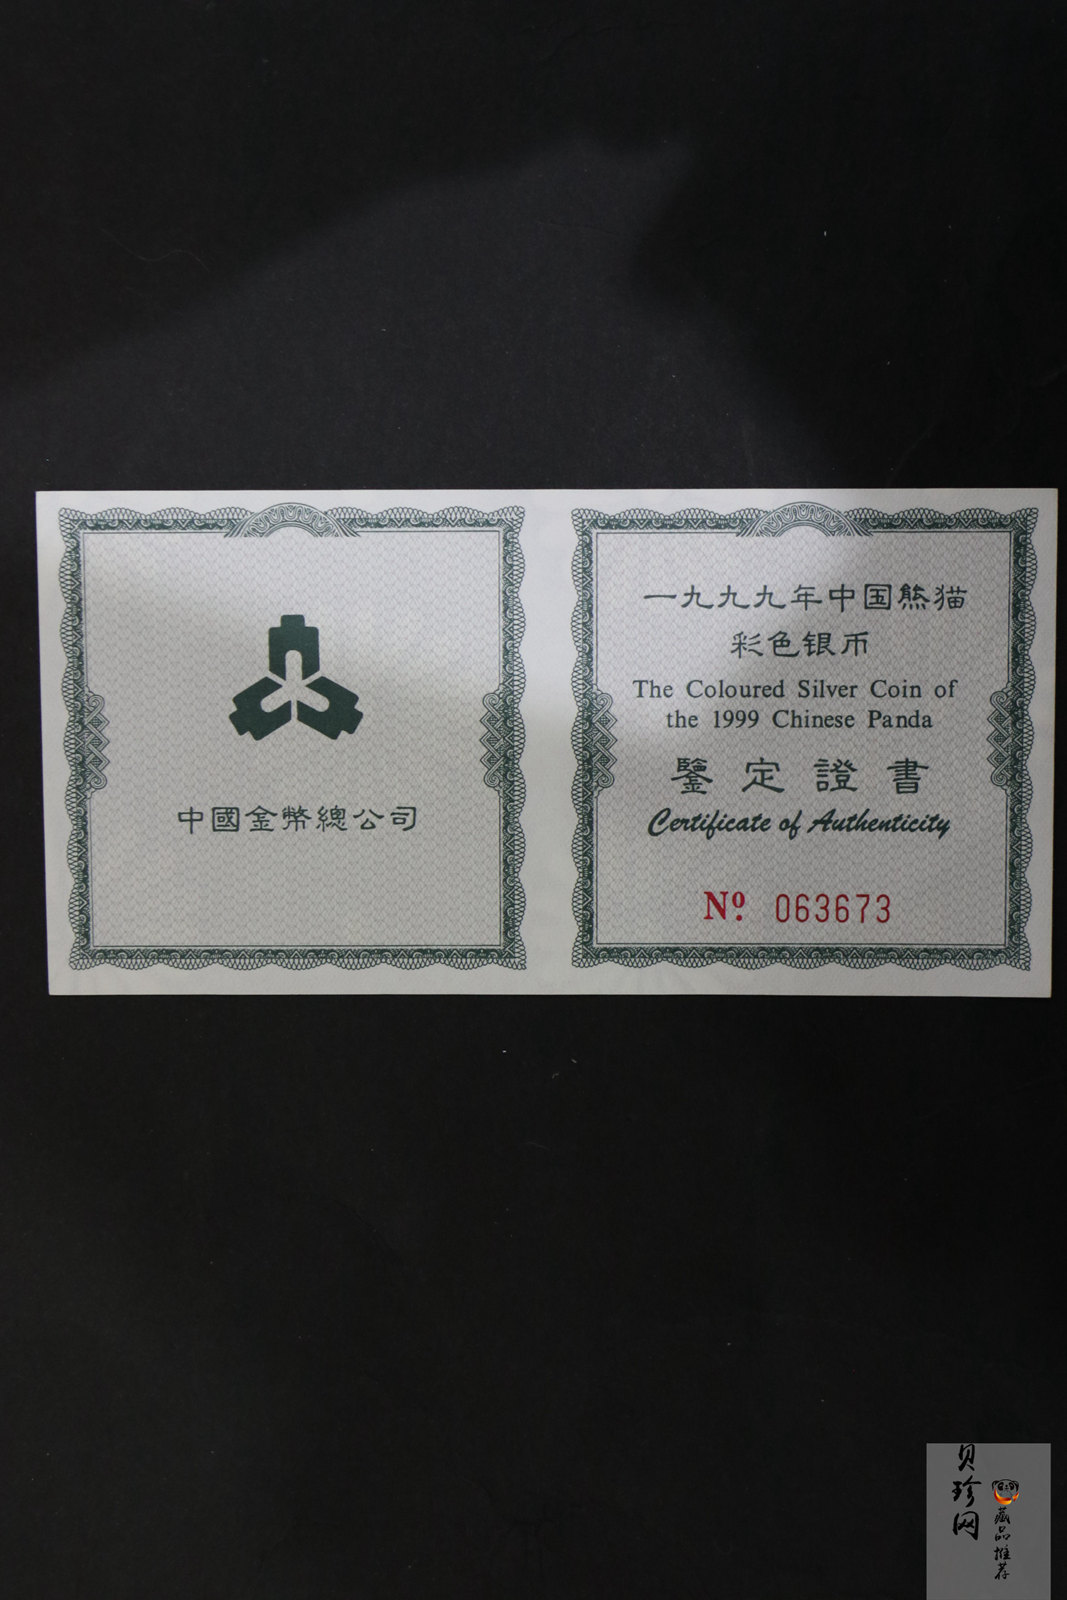 中國金幣總公司
一九九九年中国熊猫
彩色银币
The Coloured Silver Coin of
the 1999 Chinese Panda
鑒定證書
Certificate of Authenticity
Nº 063673
贝珍网
藏品推荐